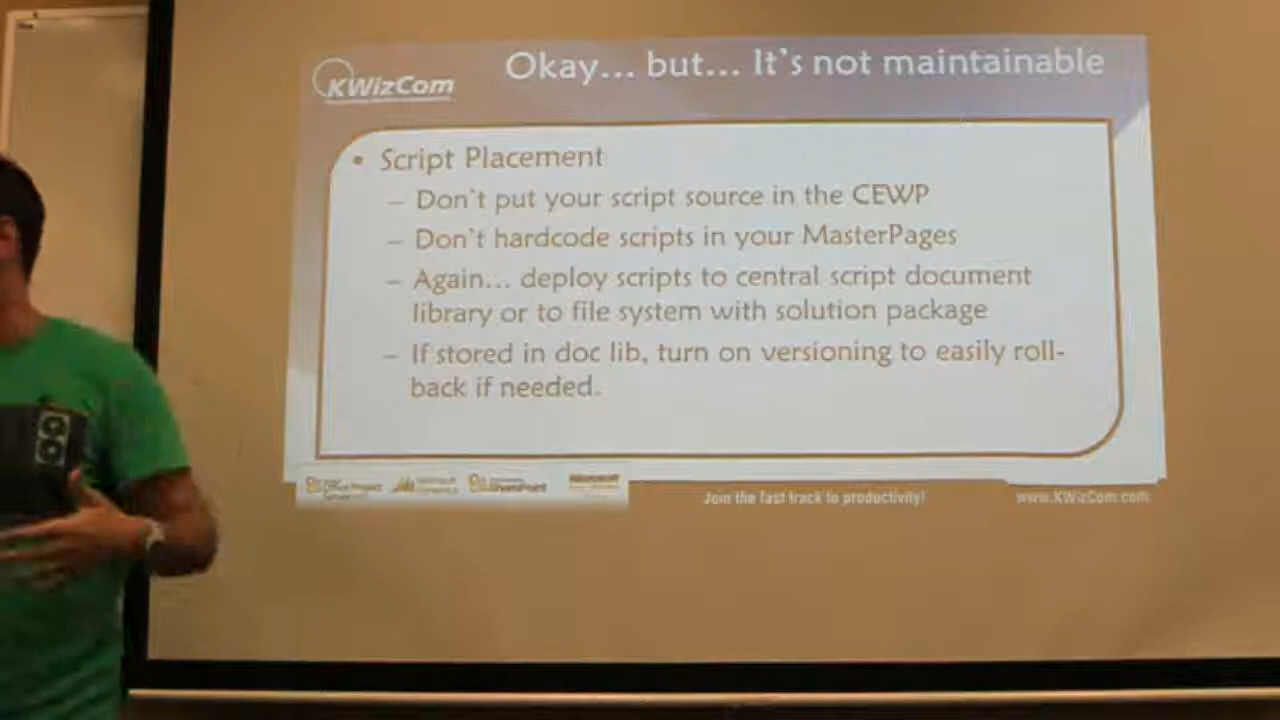 KWizCom
Okay... but... It's not maintainable
• Script Placement
– Don't put your script source in the CEWP
– Don't hardcode scripts in your MasterPages
– Again... deploy scripts to central script document
library or to file system with solution package
– If stored in doc lib, turn on versioning to easily roll-
back if needed.
Microsoft
SharePoint
Join the fast track to productivity!
www.KWizCom.com